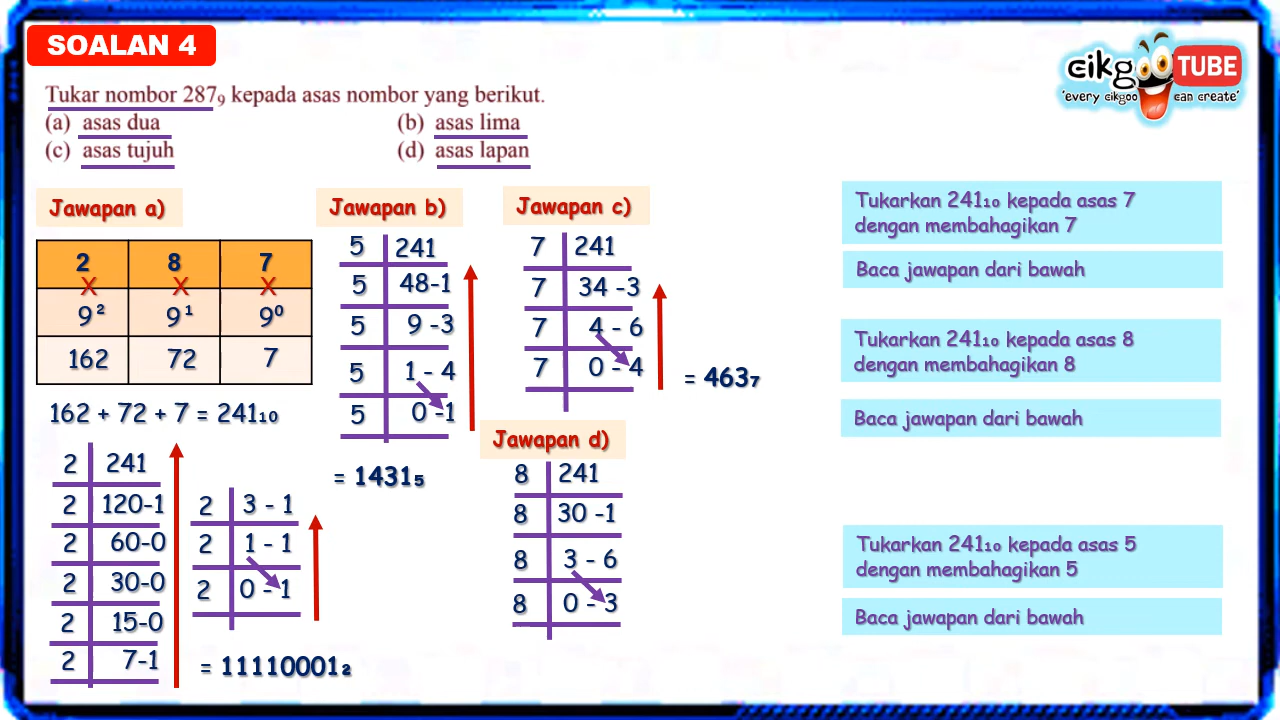 SOALAN 4
cikgoo TUBE
'every cikgoo can create'
Tukar nombor 287₉ kepada asas nombor yang berikut.
(a) asas dua (b) asas lima
(c) asas tujuh (d) asas lapan
Jawapan a)
2 8 7
X X X
9² 9¹ 9⁰
162 72 7
162 + 72 + 7 = 241₁₀
2 241
2 120-1
2 60-0
2 30-0
2 15-0
2 7-1
2 3 - 1
2 1 - 1
2 0 - 1
= 11110001₂
Jawapan b)
5 241
5 48-1
5 9 -3
5 1 - 4
5 0 -1
= 1431₅
Jawapan c)
7 241
7 34 -3
7 4 - 6
7 0 - 4
= 463₇
Jawapan d)
8 241
8 30 -1
8 3 - 6
8 0 - 3
Tukarkan 241₁₀ kepada asas 7
dengan membahagikan 7
Baca jawapan dari bawah
Tukarkan 241₁₀ kepada asas 8
dengan membahagikan 8
Baca jawapan dari bawah
Tukarkan 241₁₀ kepada asas 5
dengan membahagikan 5
Baca jawapan dari bawah